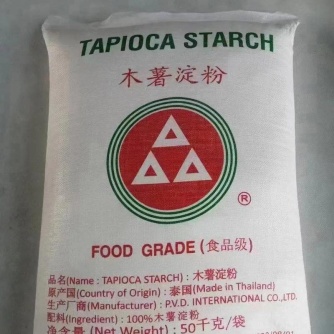 TAPIOCA STARCH
木薯淀粉
®
FOOD GRADE (食品级)
品名(Name : TAPIOCA STARCH) : 木薯淀粉
原产国(Country of Origin) : 泰国(Made in Thailand)
生产厂商(Manufacturer) : P.V.D. INTERNATIONAL CO.,LTD.
配料(Ingredient) : 100%木薯淀粉
净含量 (Net Weight) : 50千克/袋